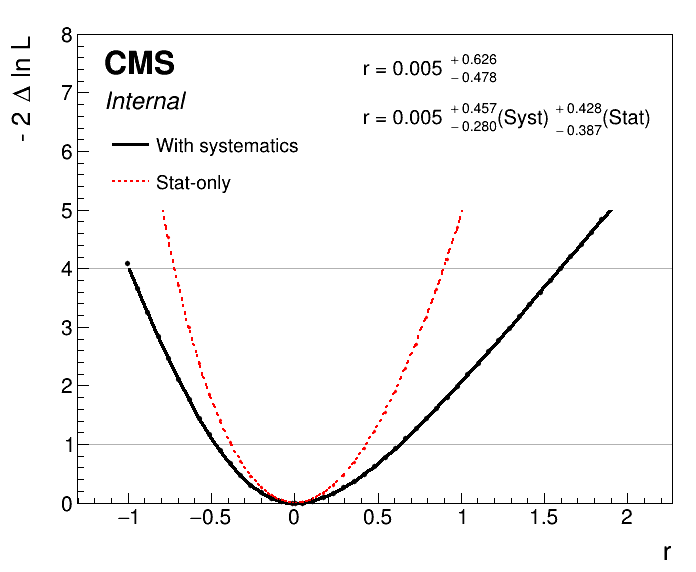 - 2 Δ ln L
8
7
6
5
4
3
2
1
0
CMS
Internal
With systematics
Stat-only
r = 0.005 +0.626 −0.478
r = 0.005 +0.457 −0.280(Syst) +0.428 −0.387(Stat)
−1 −0.5 0 0.5 1 1.5 2
r